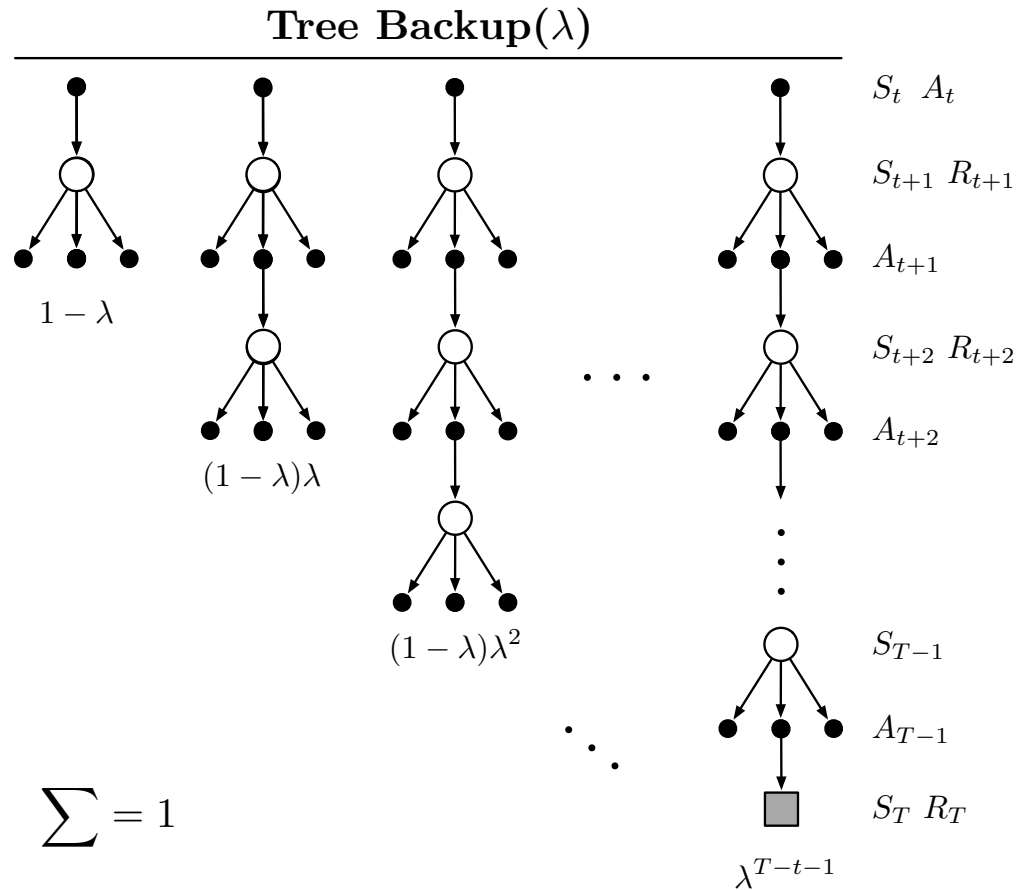 Tree Backup(λ)
S_t A_t
S_{t+1} R_{t+1}
A_{t+1}
1 − λ
S_{t+2} R_{t+2}
. . .
A_{t+2}
(1 − λ)λ
(1 − λ)λ^2
S_{T−1}
A_{T−1}
∑ = 1
S_T R_T
λ^{T−t−1}